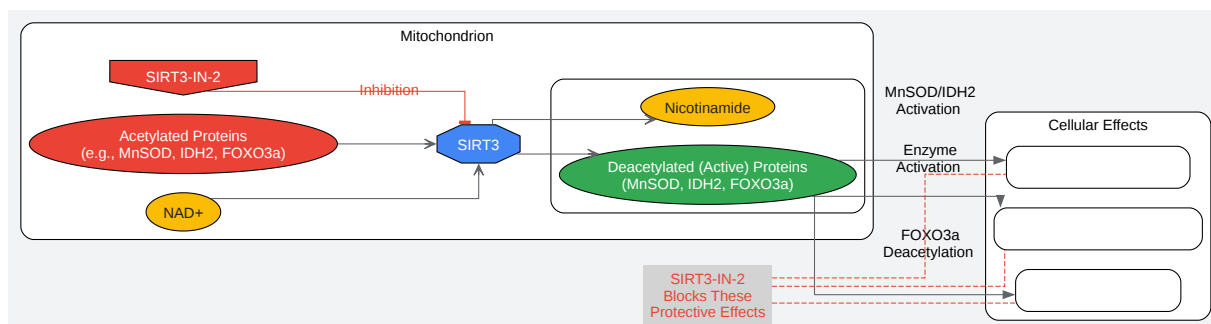 Mitochondrion
SIRT3-IN-2
Inhibition
Nicotinamide
MnSOD/IDH2
Activation
Cellular Effects
Acetylated Proteins
(e.g., MnSOD, IDH2, FOXO3a)
SIRT3
Enzyme
Activation
Deacetylated (Active) Proteins
(MnSOD, IDH2, FOXO3a)
NAD+
FOXO3a
Deacetylation
SIRT3-IN-2
Blocks These
Protective Effects